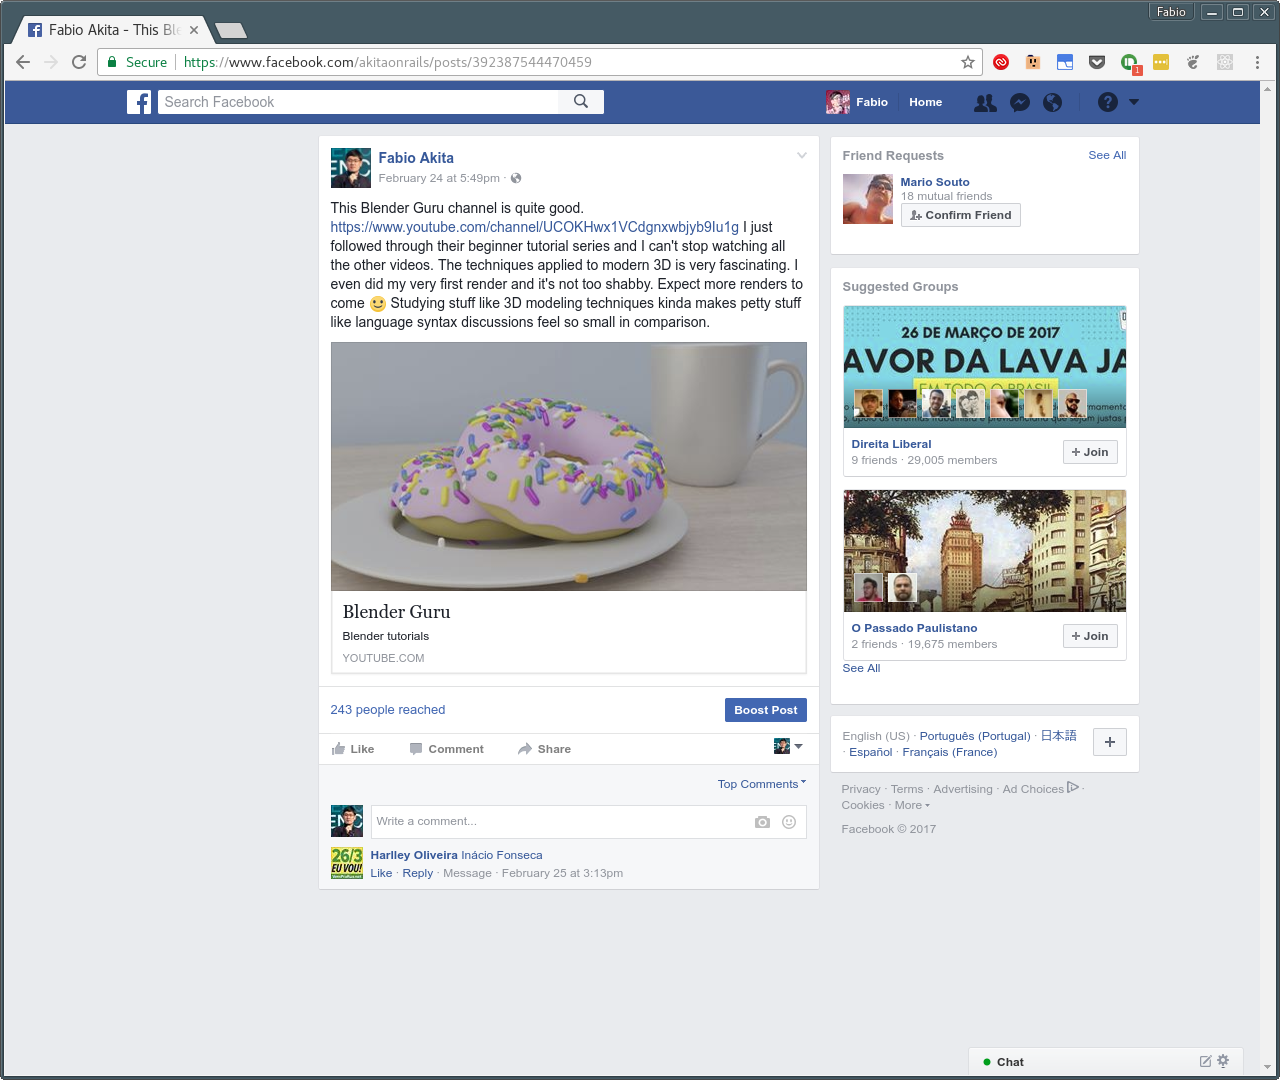 Fabio
Fabio Akita - This Ble
Secure
https://www.facebook.com/akitaonrails/posts/392387544470459
1
Search Facebook
Fabio
Home
Fabio Akita
February 24 at 5:49pm ·
This Blender Guru channel is quite good.
https://www.youtube.com/channel/UCOKHwx1VCdgnxwbjyb9Iu1g I just
followed through their beginner tutorial series and I can't stop watching all
the other videos. The techniques applied to modern 3D is very fascinating. I
even did my very first render and it's not too shabby. Expect more renders to
come 🙂 Studying stuff like 3D modeling techniques kinda makes petty stuff
like language syntax discussions feel so small in comparison.
Blender Guru
Blender tutorials
YOUTUBE.COM
243 people reached
Boost Post
Like
Comment
Share
Top Comments
Write a comment...
26/3
EU VOU!
Harlley Oliveira Inácio Fonseca
Like · Reply · Message · February 25 at 3:13pm
Friend Requests
See All
Mario Souto
18 mutual friends
Confirm Friend
Suggested Groups
26 DE MARÇO DE 2017
AVOR DA LAVA JA
EM TODO O BRASIL
Direita Liberal
9 friends · 29,005 members
+ Join
O Passado Paulistano
2 friends · 19,675 members
+ Join
See All
English (US) · Português (Portugal) · 日本語
· Español · Français (France)
Privacy · Terms · Advertising · Ad Choices ·
Cookies · More
Facebook © 2017
Chat